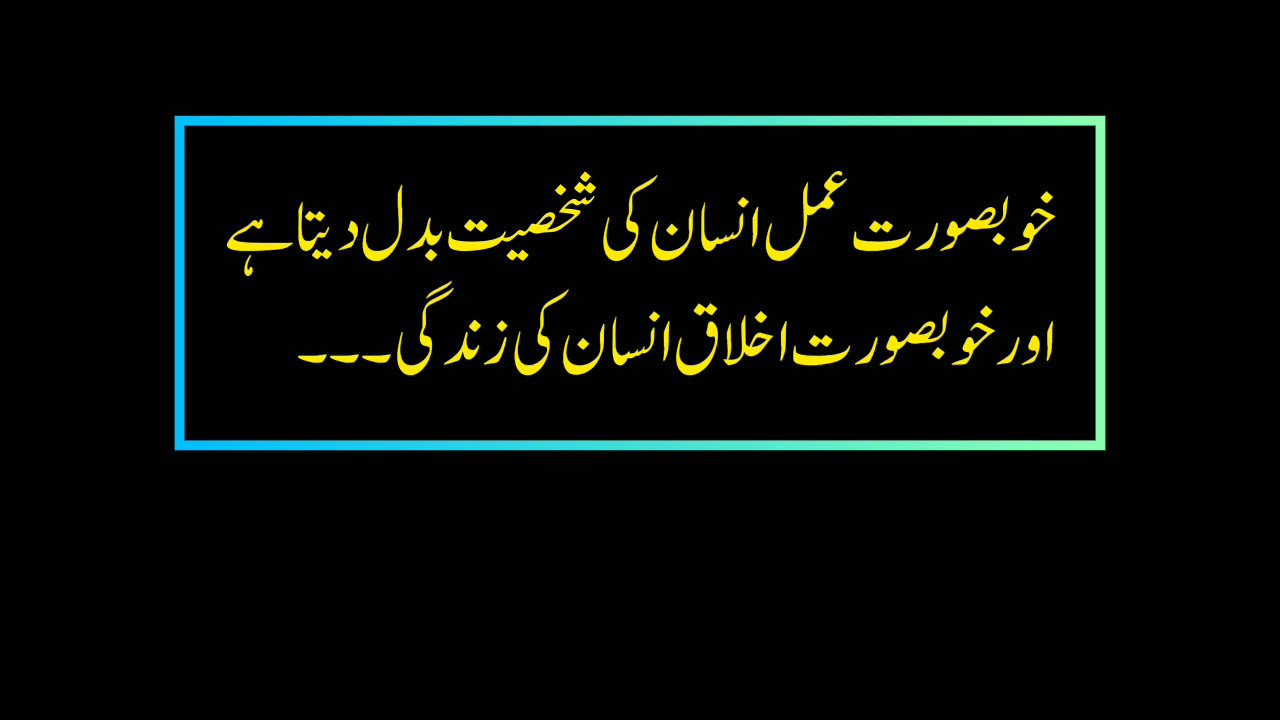 خوبصورت عمل انسان کی شخصیت بدل دیتا ہے
اور خوبصورت اخلاق انسان کی زندگی۔۔۔